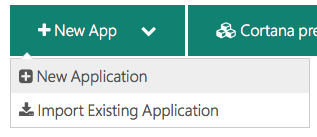 New App
Cortana pre
New Application
Import Existing Application